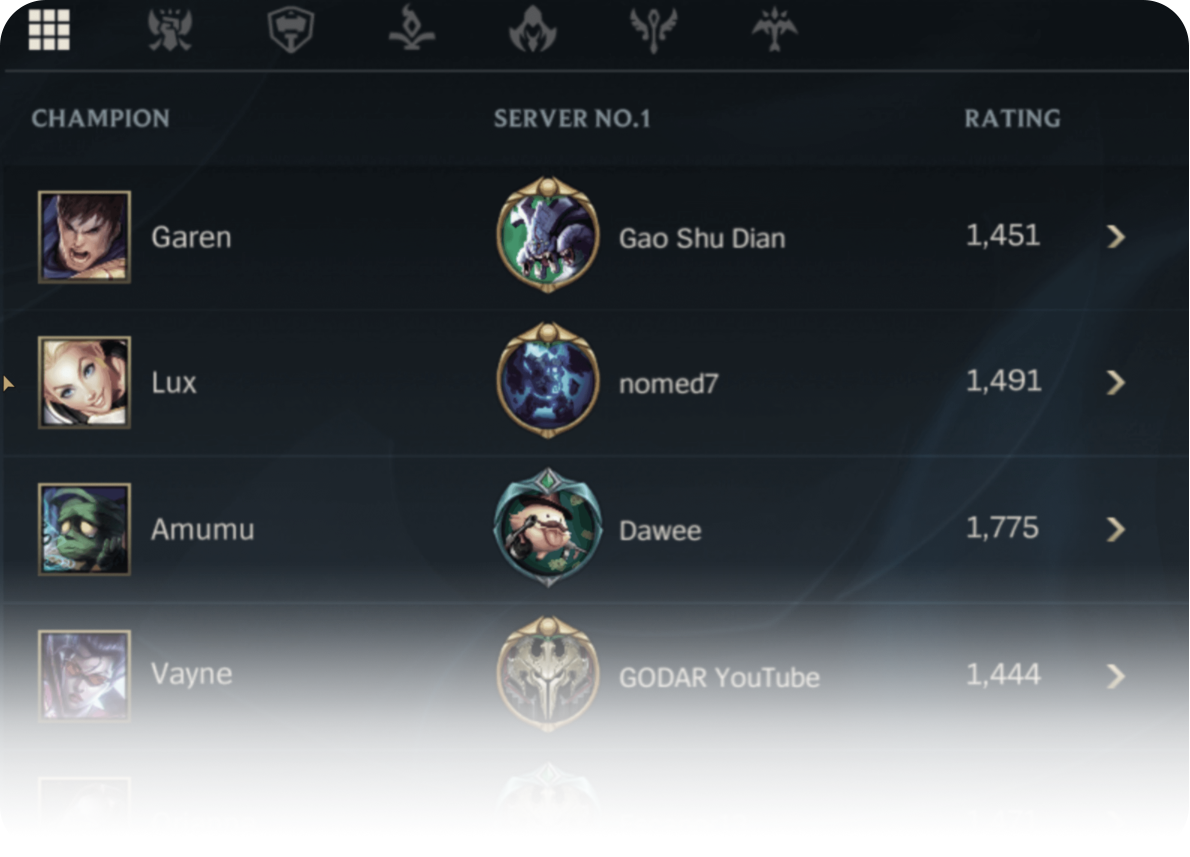 CHAMPION SERVER NO.1 RATING
Garen Gao Shu Dian 1,451
Lux nomed7 1,491
Amumu Dawee 1,775
Vayne GODAR YouTube 1,444